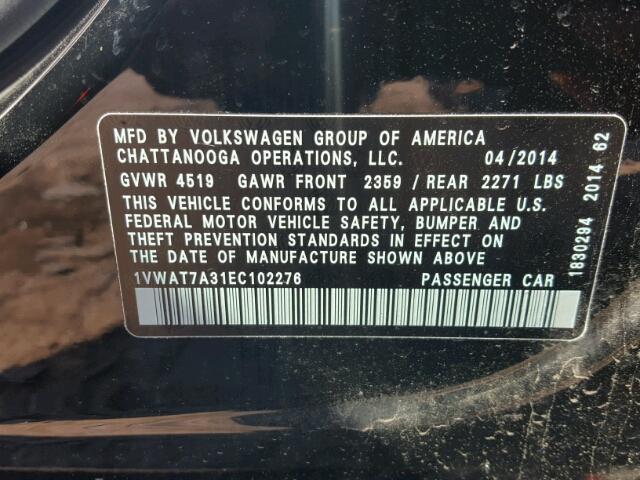 MFD BY VOLKSWAGEN GROUP OF AMERICA
CHATTANOOGA OPERATIONS, LLC. 04/2014
GVWR 4519 GAWR FRONT 2359 / REAR 2271 LBS
THIS VEHICLE CONFORMS TO ALL APPLICABLE U.S.
FEDERAL MOTOR VEHICLE SAFETY, BUMPER AND
THEFT PREVENTION STANDARDS IN EFFECT ON
THE DATE OF MANUFACTURE SHOWN ABOVE
1VWAT7A31EC102276 PASSENGER CAR
1830294 2014 62